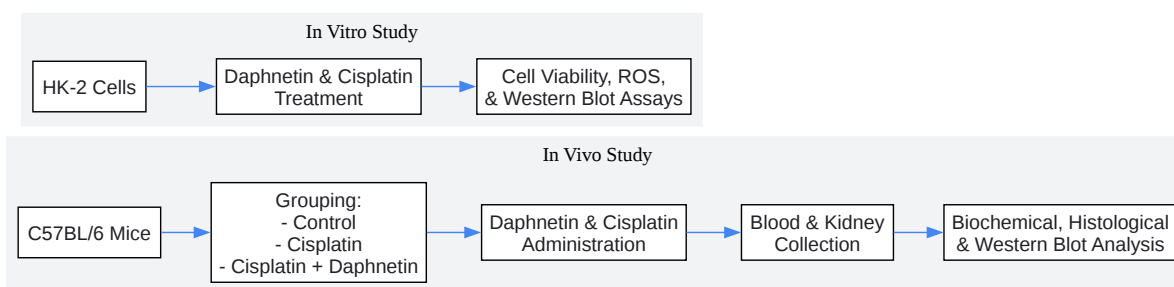 In Vitro Study
HK-2 Cells
Daphnetin & Cisplatin
Treatment
Cell Viability, ROS,
& Western Blot Assays
In Vivo Study
C57BL/6 Mice
Grouping:
- Control
- Cisplatin
- Cisplatin + Daphnetin
Daphnetin & Cisplatin
Administration
Blood & Kidney
Collection
Biochemical, Histological
& Western Blot Analysis